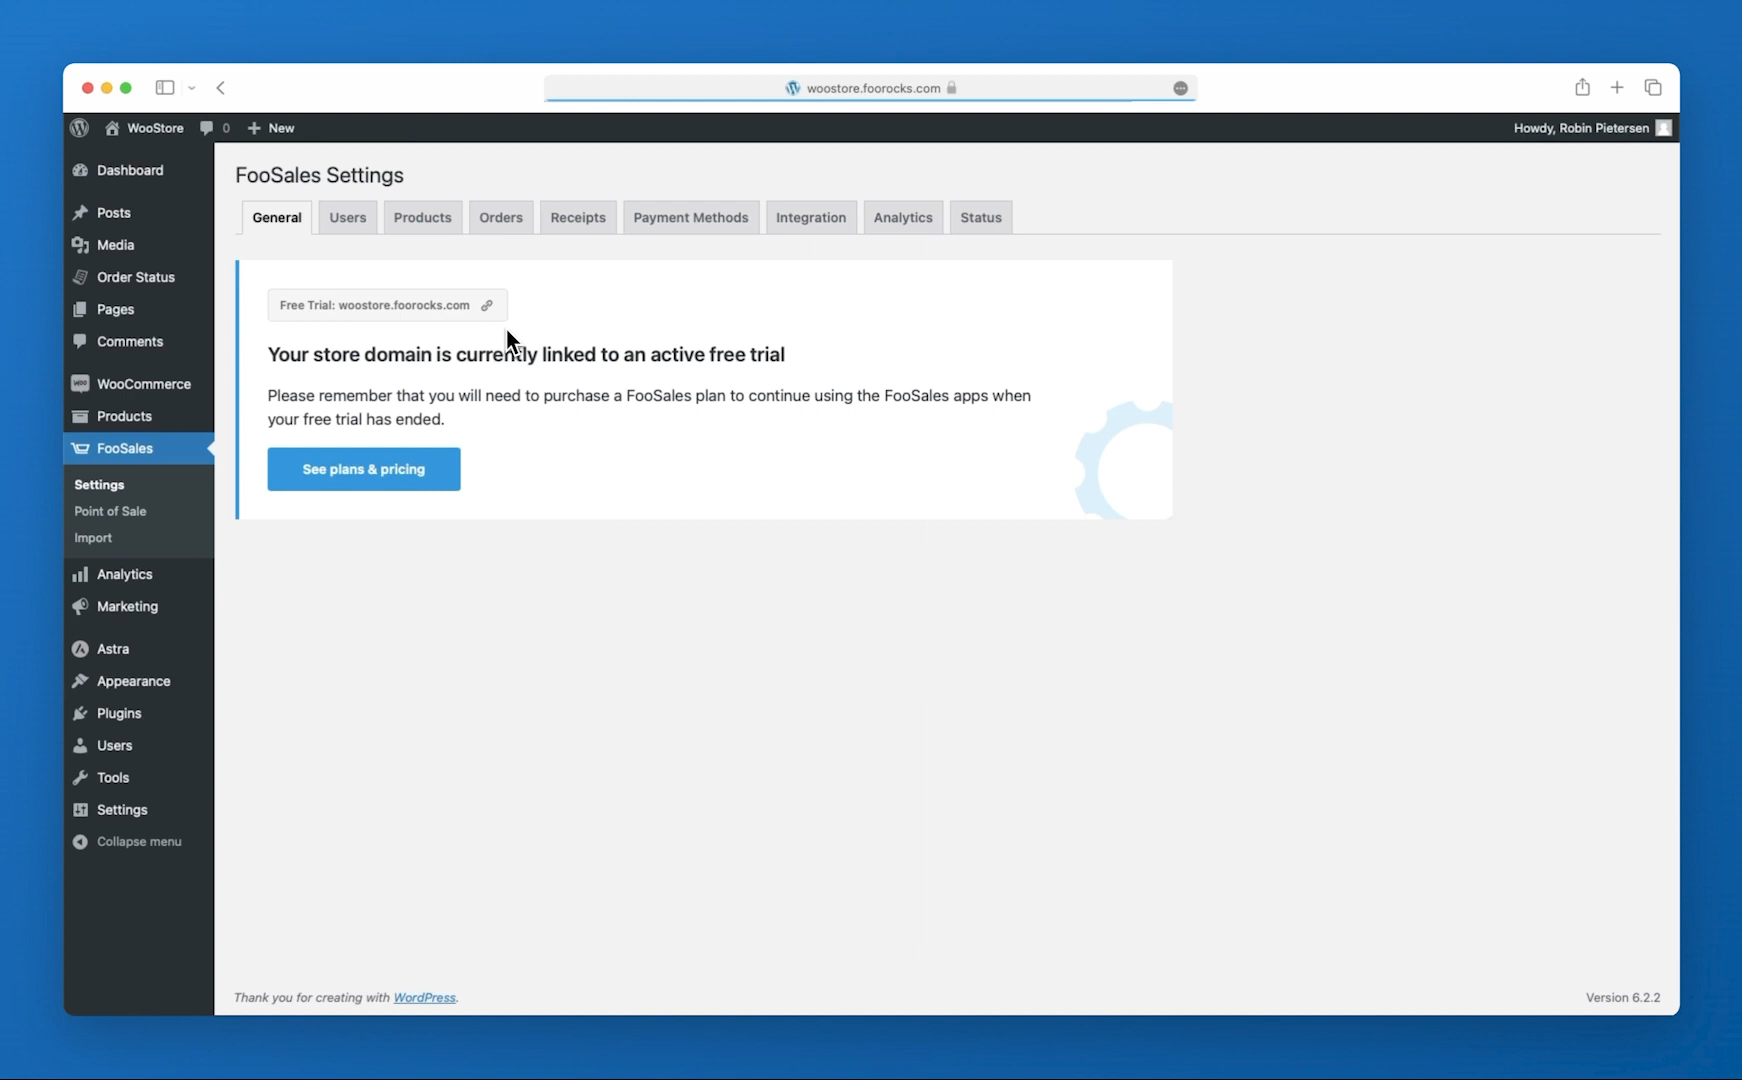 woostore.foorocks.com
WooStore 0 New
Howdy, Robin Pietersen
Dashboard
Posts
Media
Order Status
Pages
Comments
WooCommerce
Products
FooSales
Settings
Point of Sale
Import
Analytics
Marketing
Astra
Appearance
Plugins
Users
Tools
Settings
Collapse menu
FooSales Settings
General Users Products Orders Receipts Payment Methods Integration Analytics Status
Free Trial: woostore.foorocks.com
Your store domain is currently linked to an active free trial
Please remember that you will need to purchase a FooSales plan to continue using the FooSales apps when
your free trial has ended.
See plans & pricing
Thank you for creating with WordPress.
Version 6.2.2